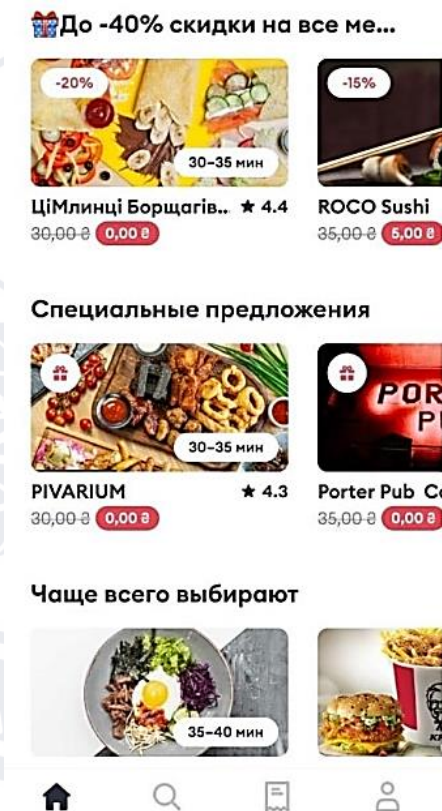 До -40% скидки на все ме...
-20%
-15%
30-35 мин
ЦіМлинці Борщагів.. ★ 4.4
ROCO Sushi
30,00 ₴ 0,00 ₴
35,00 ₴ 5,00 ₴
Специальные предложения
POR
P
30-35 мин
PIVARIUM ★ 4.3
Porter Pub
30,00 ₴ 0,00 ₴
35,00 ₴ 0,00 ₴
Чаще всего выбирают
35-40 мин